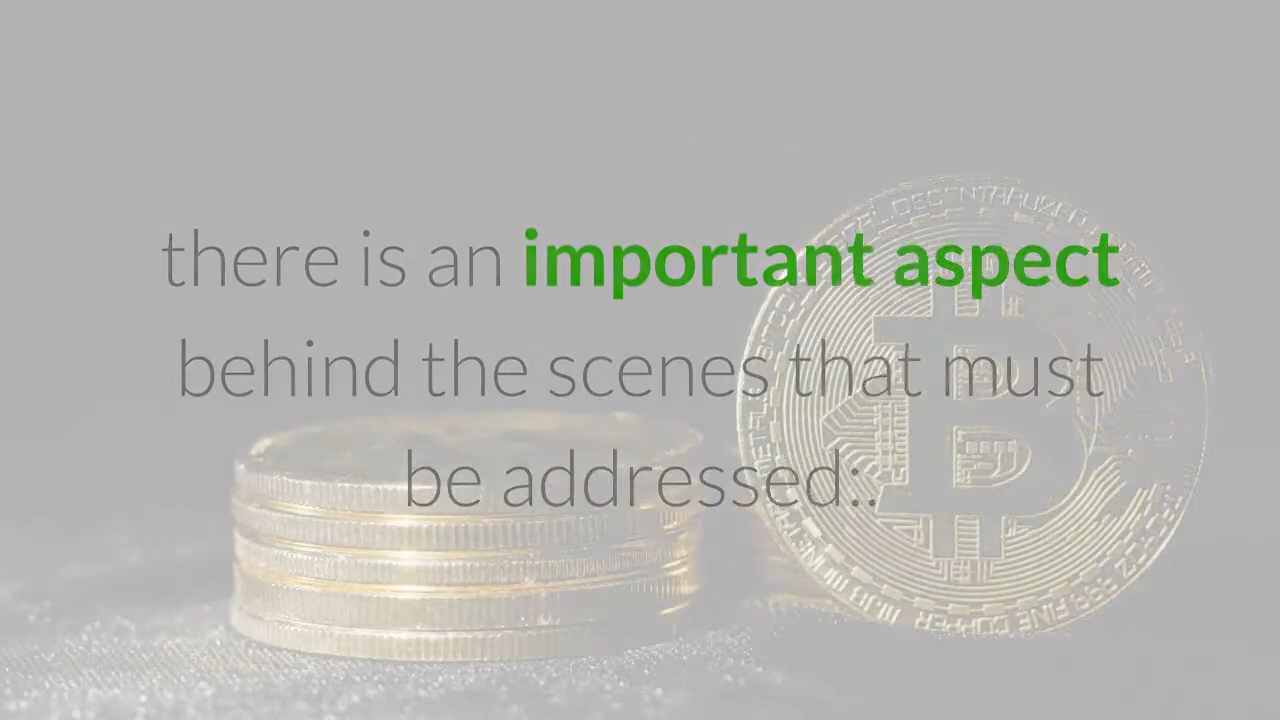 there is an important aspect
behind the scenes that must
be addressed:.